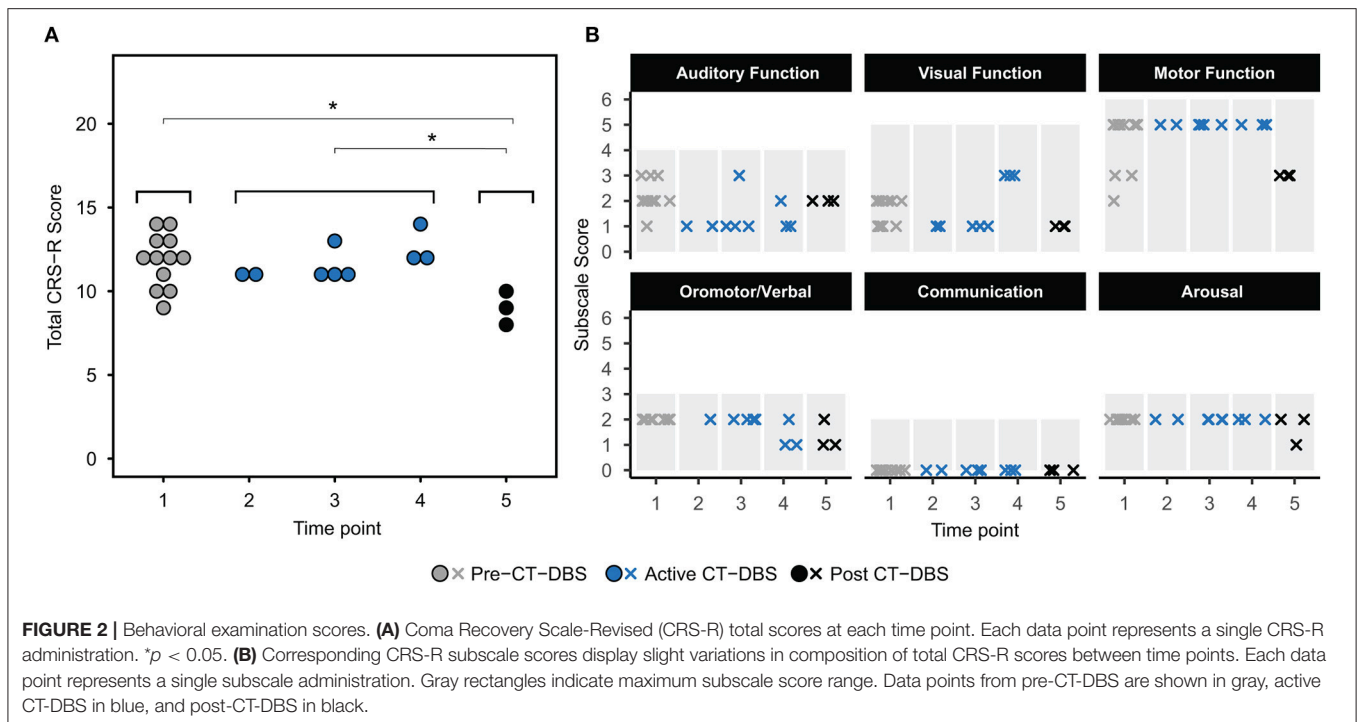 A
B
*
*
20
15
10
5
0
Total CRS-R Score
1 2 3 4 5
Time point
Auditory Function Visual Function Motor Function
6
5
4
3
2
1
0
Oromotor/Verbal Communication Arousal
6
5
4
3
2
1
0
Subscale Score
1 2 3 4 5 1 2 3 4 5 1 2 3 4 5
Time point
Pre-CT-DBS Active CT-DBS Post CT-DBS
FIGURE 2 | Behavioral examination scores. (A) Coma Recovery Scale-Revised (CRS-R) total scores at each time point. Each data point represents a single CRS-R
administration. *p < 0.05. (B) Corresponding CRS-R subscale scores display slight variations in composition of total CRS-R scores between time points. Each data
point represents a single subscale administration. Gray rectangles indicate maximum subscale score range. Data points from pre-CT-DBS are shown in gray, active
CT-DBS in blue, and post-CT-DBS in black.